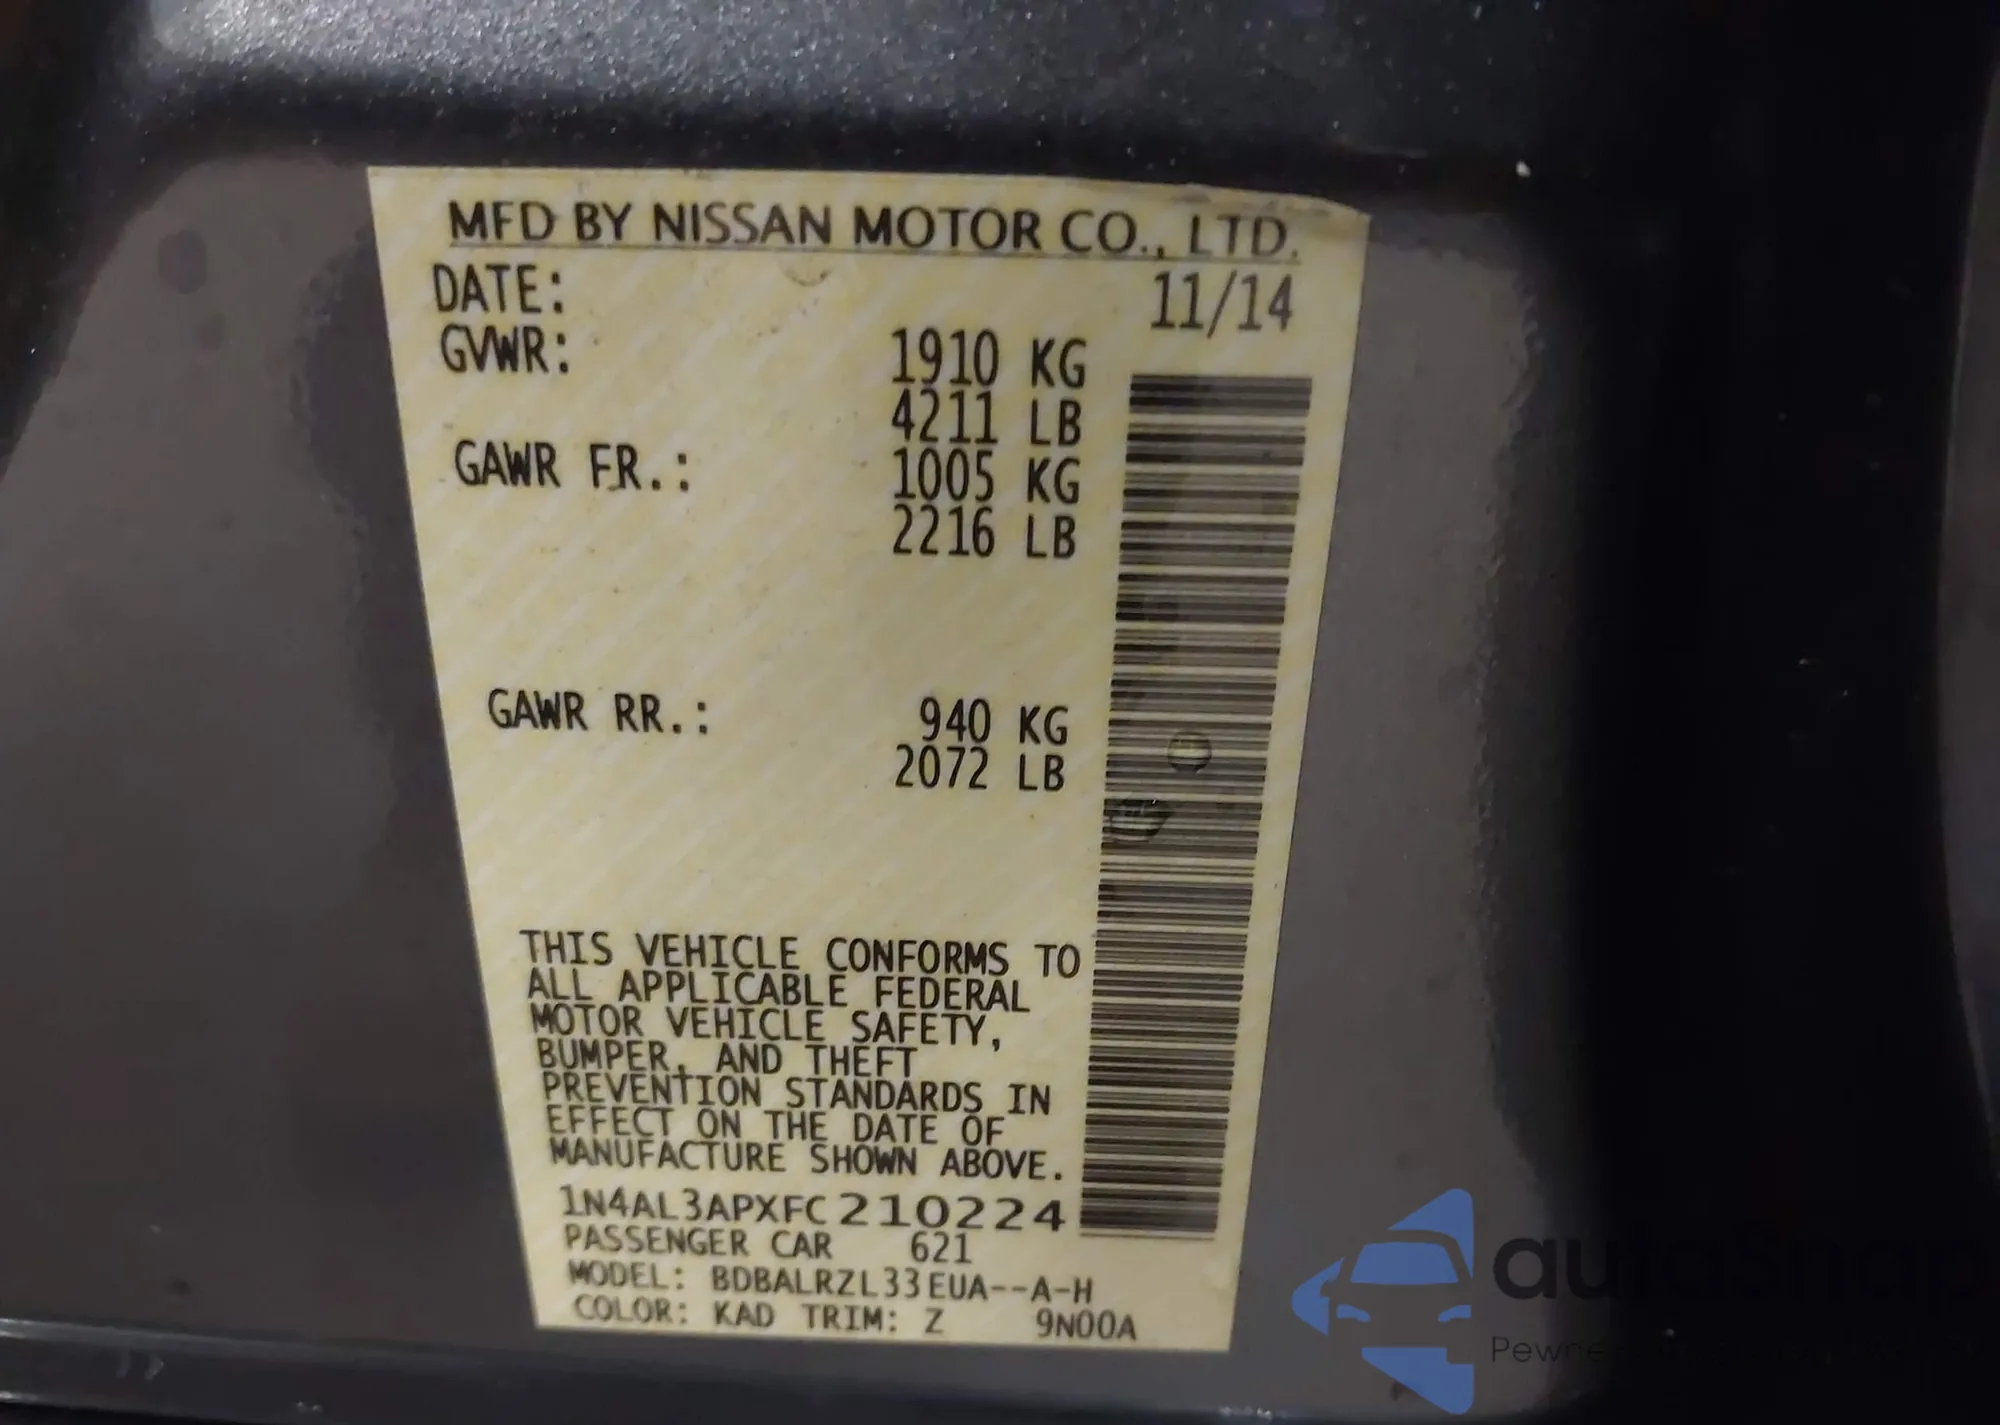 MFD BY NISSAN MOTOR CO., LTD.
DATE: 11/14
GVWR: 1910 KG
4211 LB
GAWR FR.: 1005 KG
2216 LB
GAWR RR.: 940 KG
2072 LB
THIS VEHICLE CONFORMS TO
ALL APPLICABLE FEDERAL
MOTOR VEHICLE SAFETY,
BUMPER, AND THEFT
PREVENTION STANDARDS IN
EFFECT ON THE DATE OF
MANUFACTURE SHOWN ABOVE.
1N4AL3APXFC210224
PASSENGER CAR 621
MODEL: BDBALRZL33EUA--A-H
COLOR: KAD TRIM: Z 9N00A
autosnap